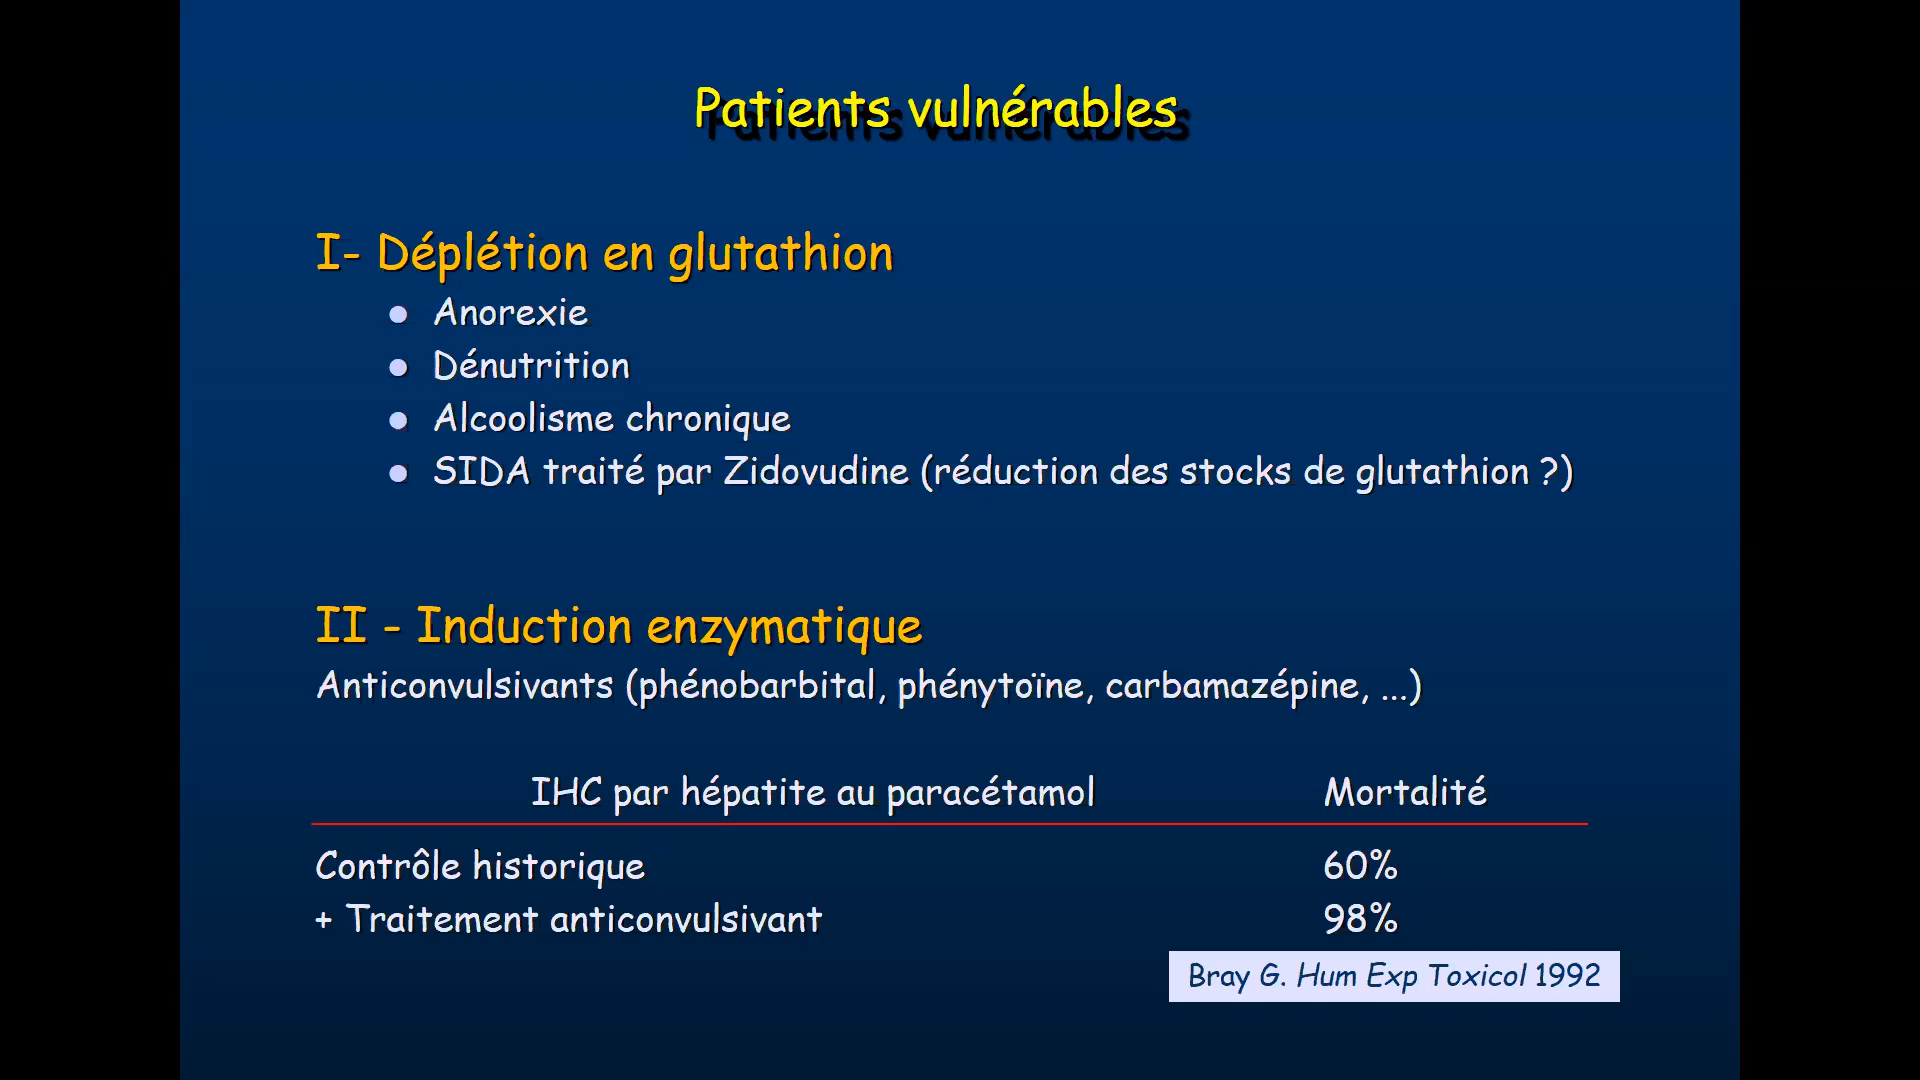 Patients vulnérables
I- Déplétion en glutathion
● Anorexie
● Dénutrition
● Alcoolisme chronique
● SIDA traité par Zidovudine (réduction des stocks de glutathion ?)
II - Induction enzymatique
Anticonvulsivants (phénobarbital, phénytoïne, carbamazépine, ...)
IHC par hépatite au paracétamol Mortalité
Contrôle historique 60%
+ Traitement anticonvulsivant 98%
Bray G. Hum Exp Toxicol 1992